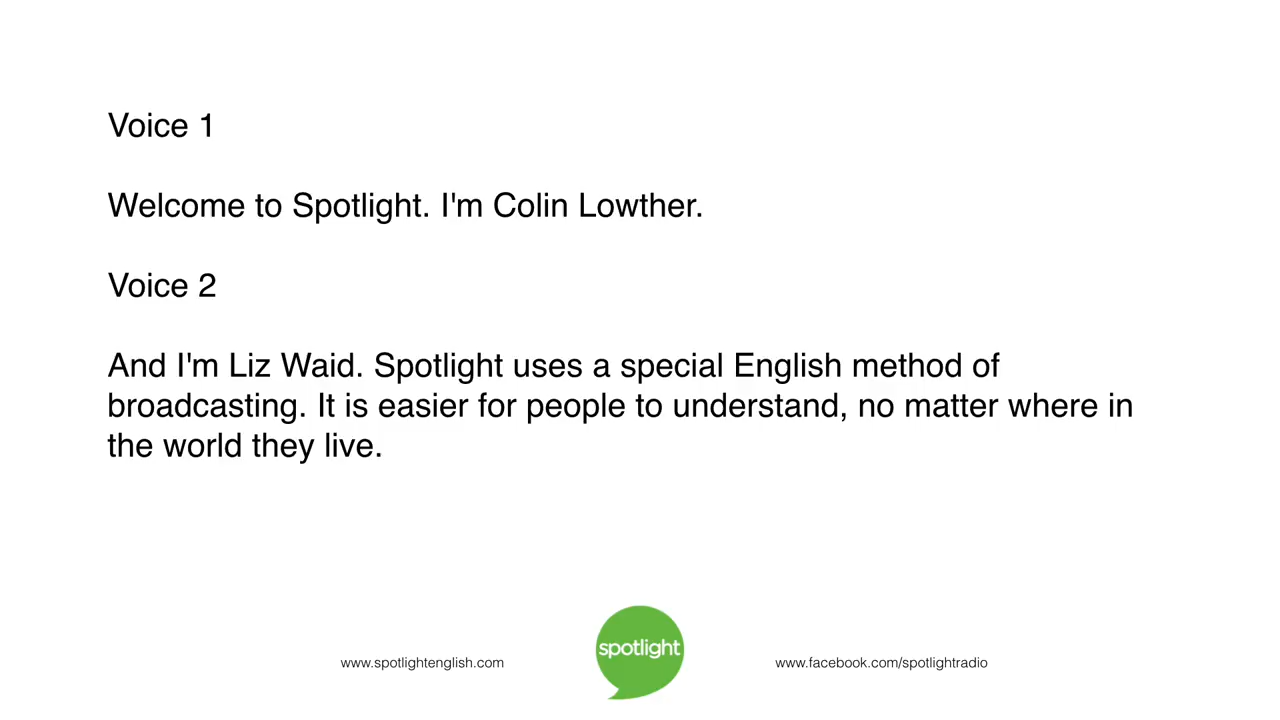 Voice 1
Welcome to Spotlight. I'm Colin Lowther.
Voice 2
And I'm Liz Waid. Spotlight uses a special English method of
broadcasting. It is easier for people to understand, no matter where in
the world they live.
www.spotlightenglish.com
spotlight
www.facebook.com/spotlightradio